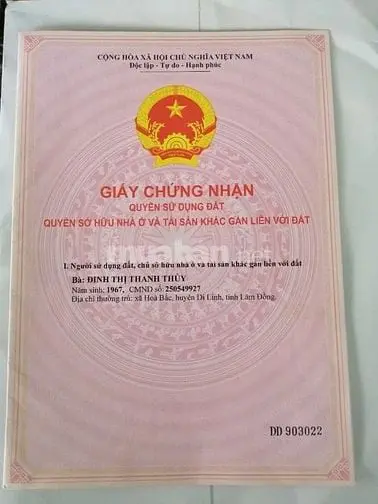 CỘNG HÒA XÃ HỘI CHỦ NGHĨA VIỆT NAM
Độc lập - Tự do - Hạnh phúc
GIẤY CHỨNG NHẬN
QUYỀN SỬ DỤNG ĐẤT
QUYỀN SỞ HỮU NHÀ Ở VÀ TÀI SẢN KHÁC GẮN LIỀN VỚI ĐẤT
muaban
I. Người sử dụng đất, chủ sở hữu nhà ở và tài sản khác gắn liền với đất
Bà: ĐINH THỊ THANH THỦY
Năm sinh: 1967, CMND số: 250549927
Địa chỉ thường trú: xã Hoà Bắc, huyện Di Linh, tỉnh Lâm Đồng.
DD 903022